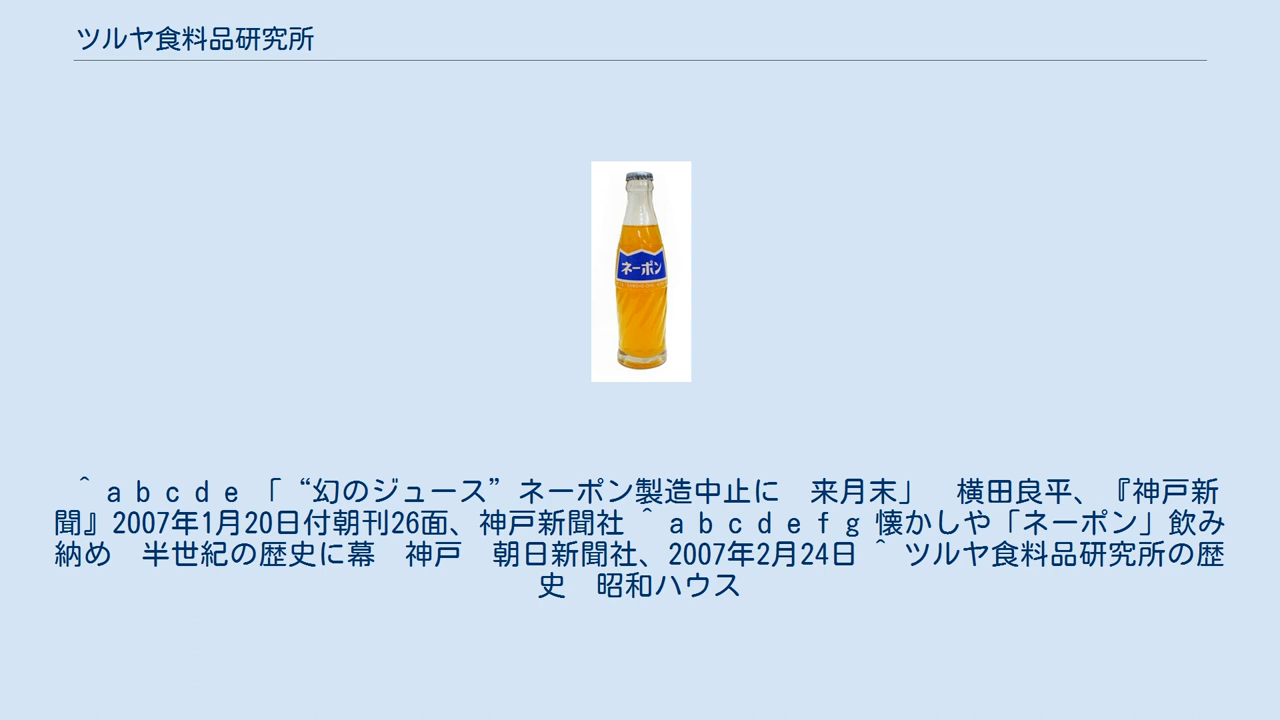 ツルヤ食料品研究所
ネーポン
＾ a b c d e 「“幻のジュース”ネーポン製造中止に　来月末」　横田良平、『神戸新
聞』2007年1月20日付朝刊26面、神戸新聞社 ＾ a b c d e f g 懐かしや「ネーポン」飲み
納め　半世紀の歴史に幕　神戸　朝日新聞社、2007年2月24日 ＾ ツルヤ食料品研究所の歴
史　昭和ハウス